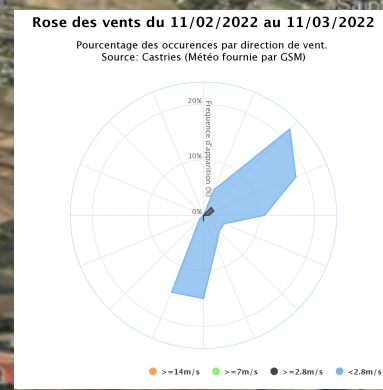 Rose des vents du 11/02/2022 au 11/03/2022
Pourcentage des occurences par direction de vent.
Source: Castries (Météo fournie par GSM)
20%
10%
0%
Frequence d'apparition (%)
>=14m/s
>=7m/s
>=2.8m/s
<2.8m/s